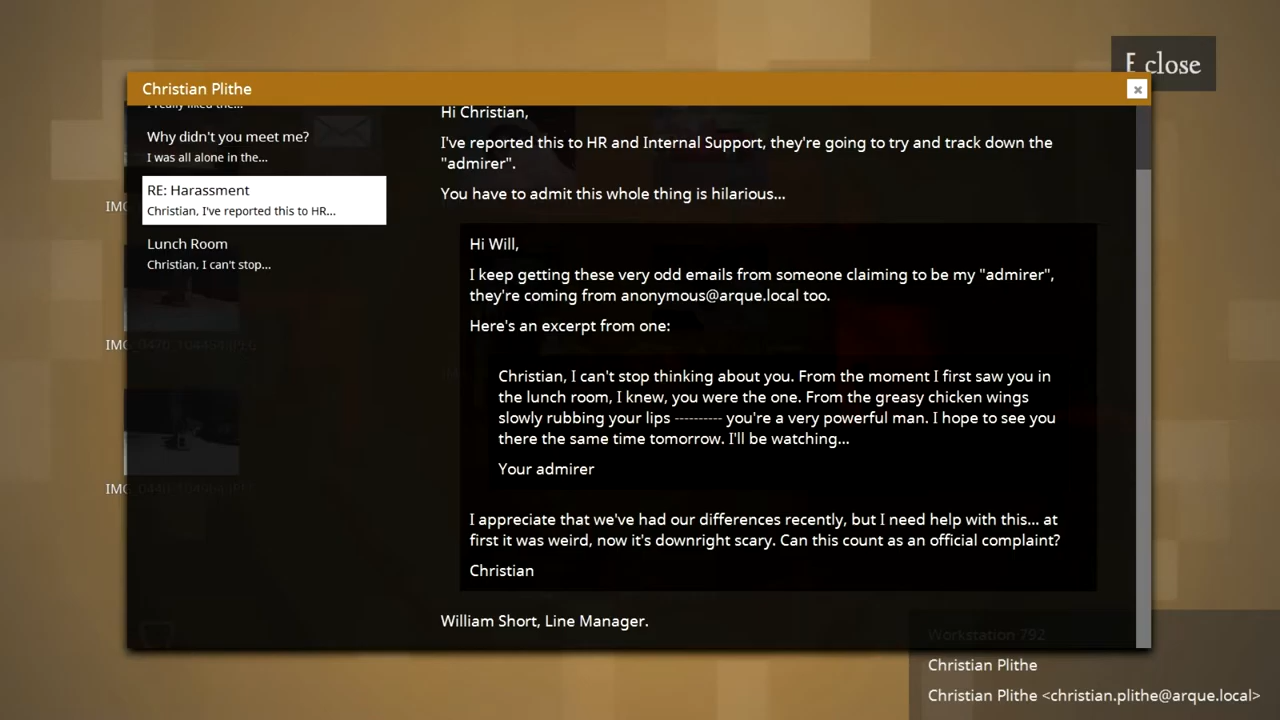 E close
Christian Plithe
I really liked the...
Why didn't you meet me?
I was all alone in the...
RE: Harassment
Christian, I've reported this to HR...
Lunch Room
Christian, I can't stop...
IMG
IMG
IMG
Hi Christian,
I've reported this to HR and Internal Support, they're going to try and track down the
"admirer".
You have to admit this whole thing is hilarious...
Hi Will,
I keep getting these very odd emails from someone claiming to be my "admirer",
they're coming from anonymous@arque.local too.
Here's an excerpt from one:
Christian, I can't stop thinking about you. From the moment I first saw you in
the lunch room, I knew, you were the one. From the greasy chicken wings
slowly rubbing your lips ---------- you're a very powerful man. I hope to see you
there the same time tomorrow. I'll be watching...
Your admirer
I appreciate that we've had our differences recently, but I need help with this... at
first it was weird, now it's downright scary. Can this count as an official complaint?
Christian
William Short, Line Manager.
Workstation 792
Christian Plithe
Christian Plithe <christian.plithe@arque.local>